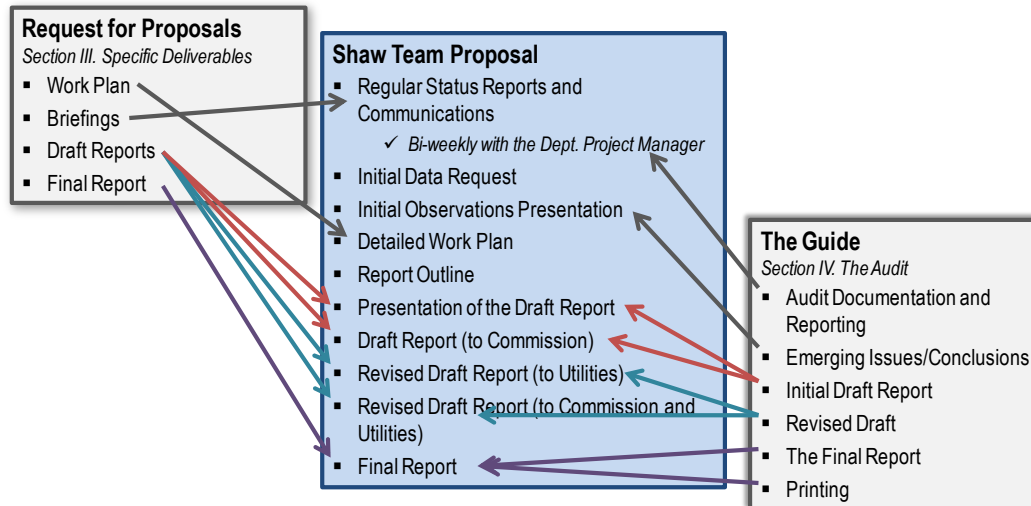 Request for Proposals
Section III. Specific Deliverables
▪ Work Plan
▪ Briefings
▪ Draft Reports
▪ Final Report
Shaw Team Proposal
▪ Regular Status Reports and
Communications
✓ Bi-weekly with the Dept. Project Manager
▪ Initial Data Request
▪ Initial Observations Presentation
▪ Detailed Work Plan
▪ Report Outline
▪ Presentation of the Draft Report
▪ Draft Report (to Commission)
▪ Revised Draft Report (to Utilities)
▪ Revised Draft Report (to Commission and
Utilities)
▪ Final Report
The Guide
Section IV. The Audit
▪ Audit Documentation and
Reporting
▪ Emerging Issues/Conclusions
▪ Initial Draft Report
▪ Revised Draft
▪ The Final Report
▪ Printing